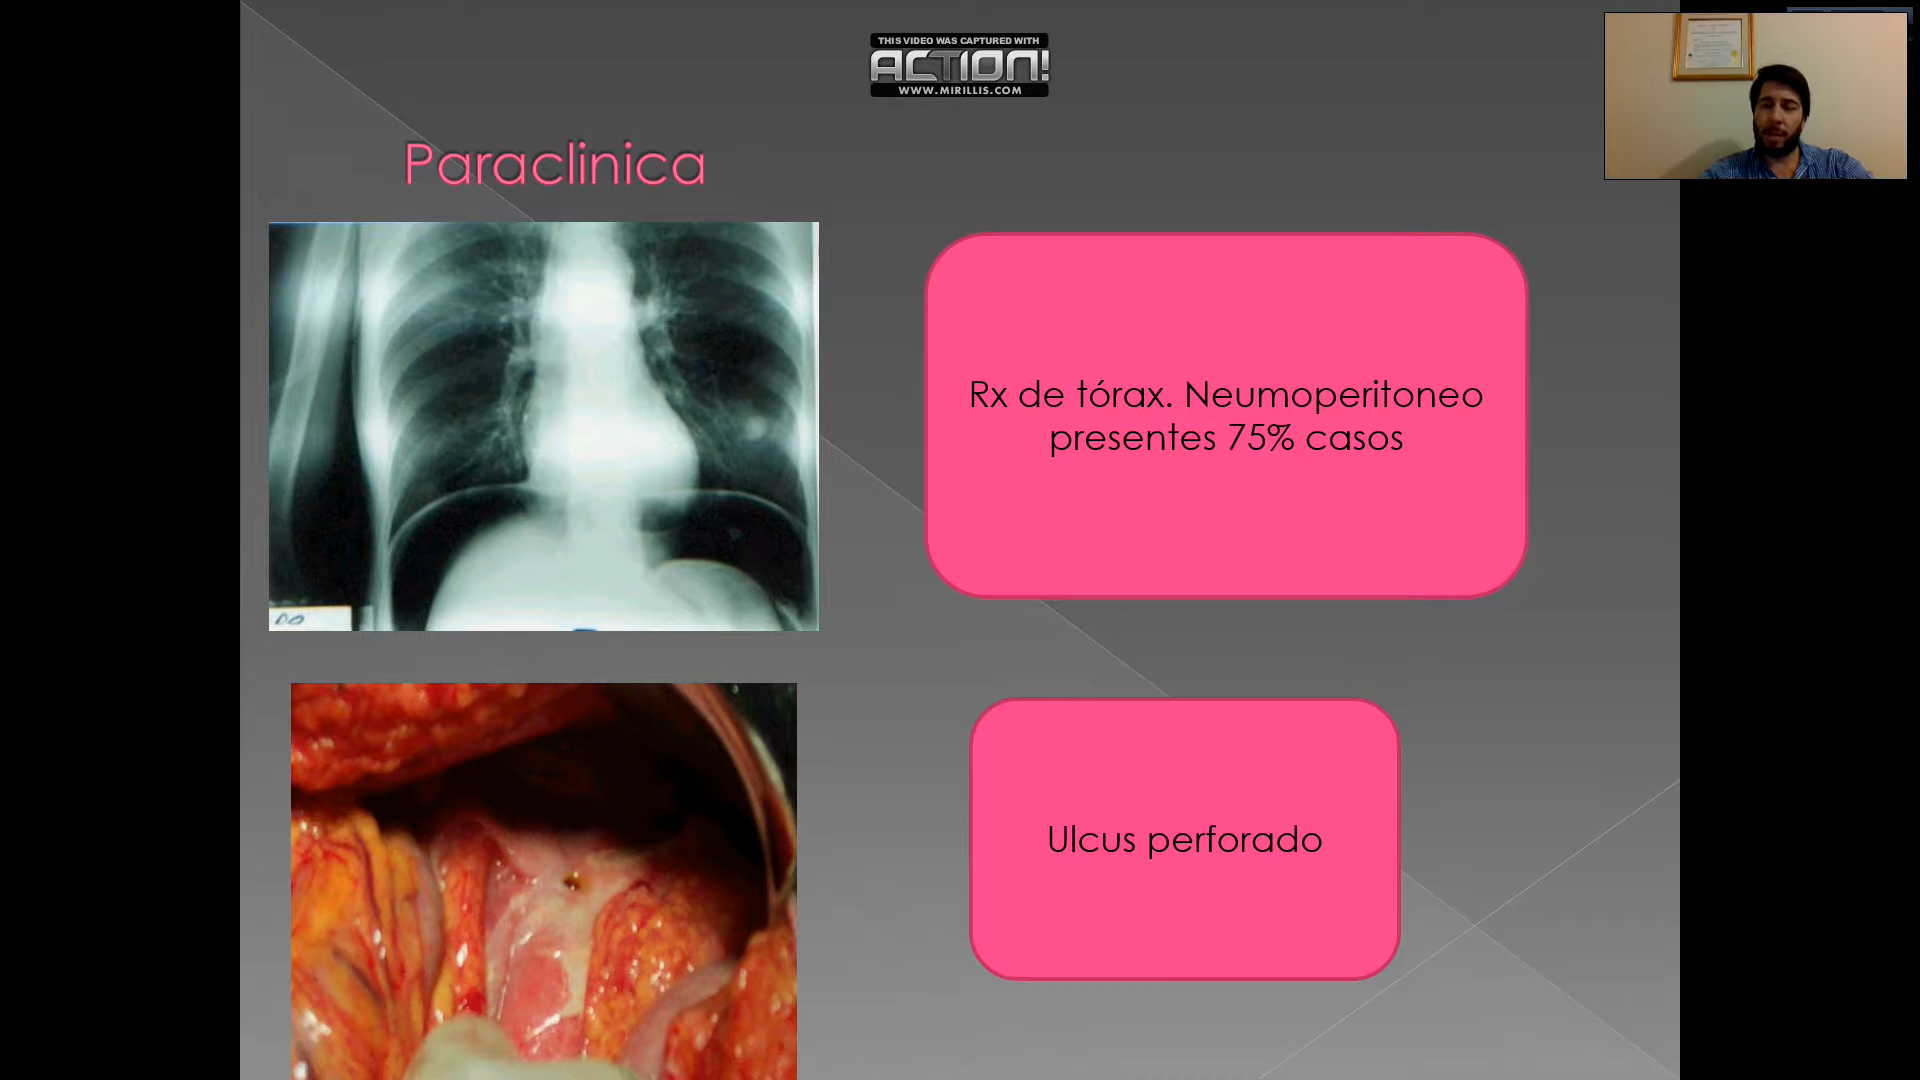 THIS VIDEO WAS CAPTURED WITH
ACTION!
WWW.MIRILLIS.COM
Paraclinica
Rx de tórax. Neumoperitoneo
presentes 75% casos
Ulcus perforado